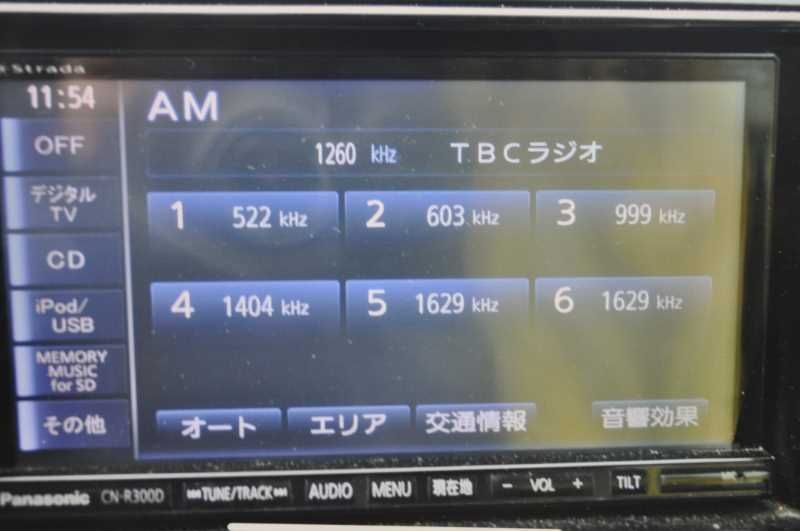 Strada
11:54
AM
1260 kHz TBCラジオ
OFF
デジタル
TV
CD
iPod/
USB
MEMORY
MUSIC
for SD
その他
1 522 kHz
2 603 kHz
3 999 kHz
4 1404 kHz
5 1629 kHz
6 1629 kHz
オート
エリア
交通情報
音響効果
Panasonic CN-R300D
TUNE/TRACK
AUDIO
MENU
現在地
- VOL +
TILT
MIC